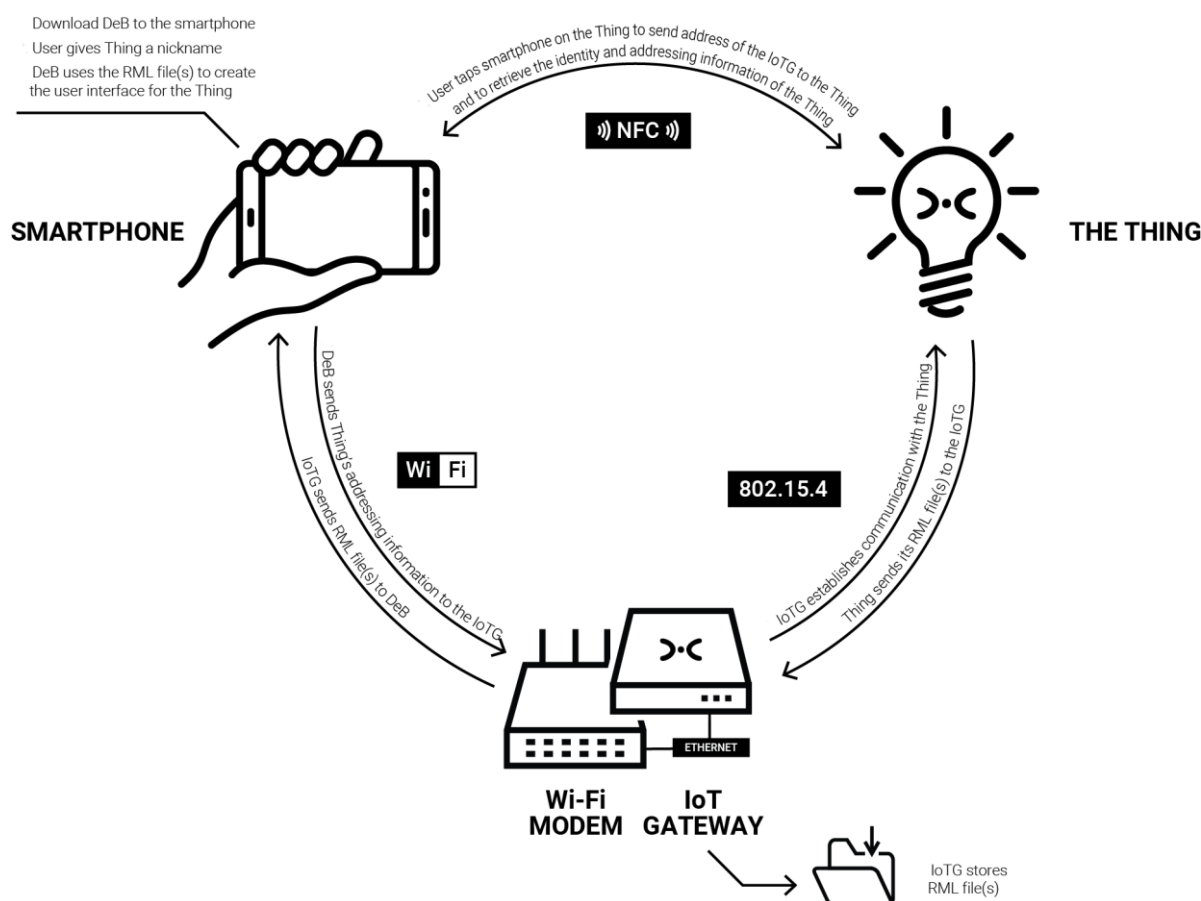 Download DeB to the smartphone
User gives Thing a nickname
DeB uses the RML file(s) to create
the user interface for the Thing
User taps smartphone on the Thing to send address of the IoTG to the Thing
and to retrieve the identity and addressing information of the Thing
NFC
SMARTPHONE
THE THING
DeB sends Thing's addressing information to the IoTG
IoTG sends RML file(s) to DeB
Wi Fi
802.15.4
IoTG establishes communication with the Thing
Thing sends its RML file(s) to the IoTG
ETHERNET
Wi-Fi
MODEM
IoT
GATEWAY
IoTG stores
RML file(s)